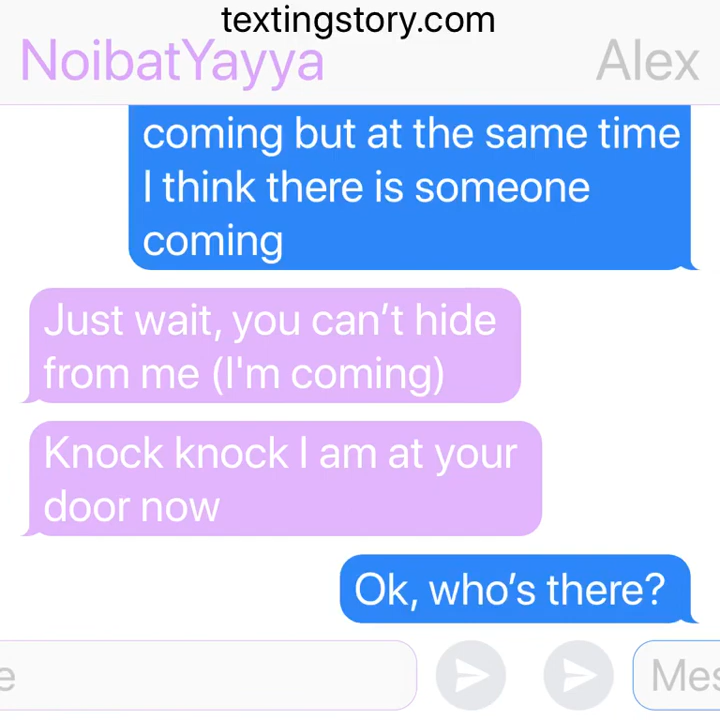 textingstory.com
NoibatYayya
Alex
coming but at the same time
I think there is someone
coming
Just wait, you can’t hide
from me (I'm coming)
Knock knock I am at your
door now
Ok, who’s there?
e
Mes